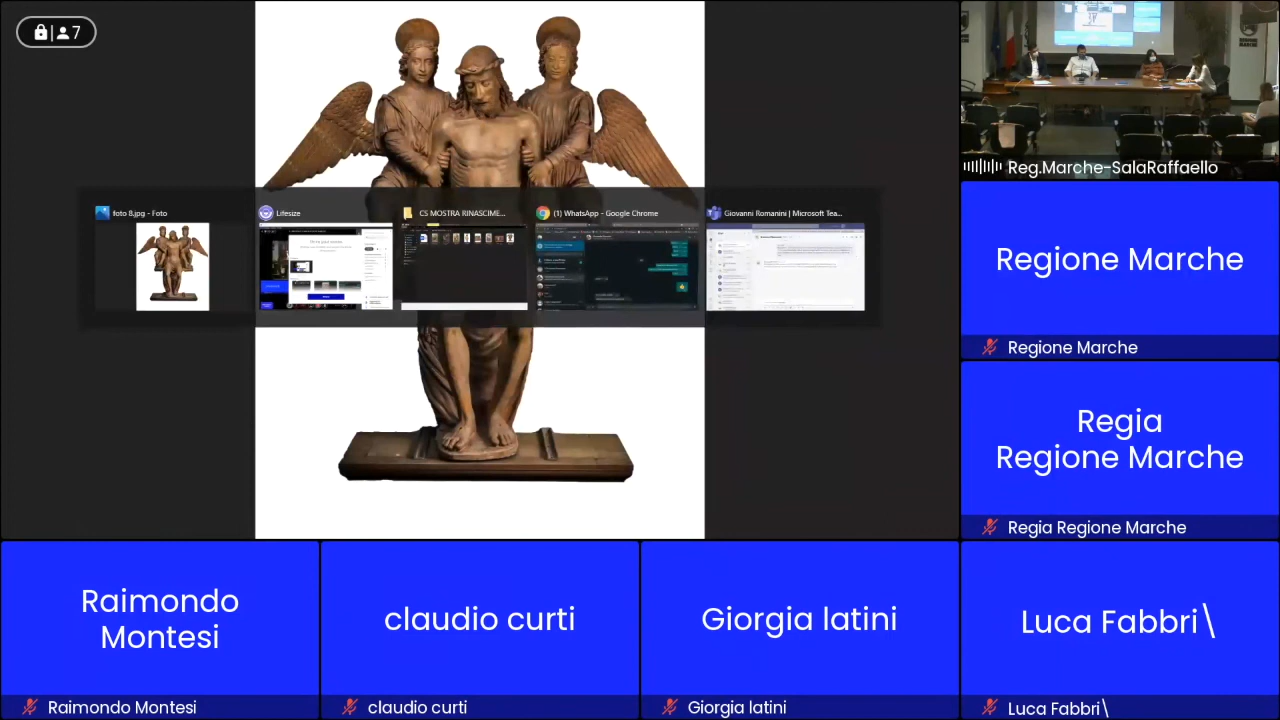 7
Reg.Marche-SalaRaffaello
foto 8.jpg - Foto
Lifesize
CS MOSTRA RINASCIME...
(1) WhatsApp - Google Chrome
Giovanni Romanini | Microsoft Tea...
Regione Marche
Regione Marche
Regia
Regione Marche
Regia Regione Marche
Raimondo
Montesi
Raimondo Montesi
claudio curti
claudio curti
Giorgia latini
Giorgia latini
Luca Fabbri\
Luca Fabbri\